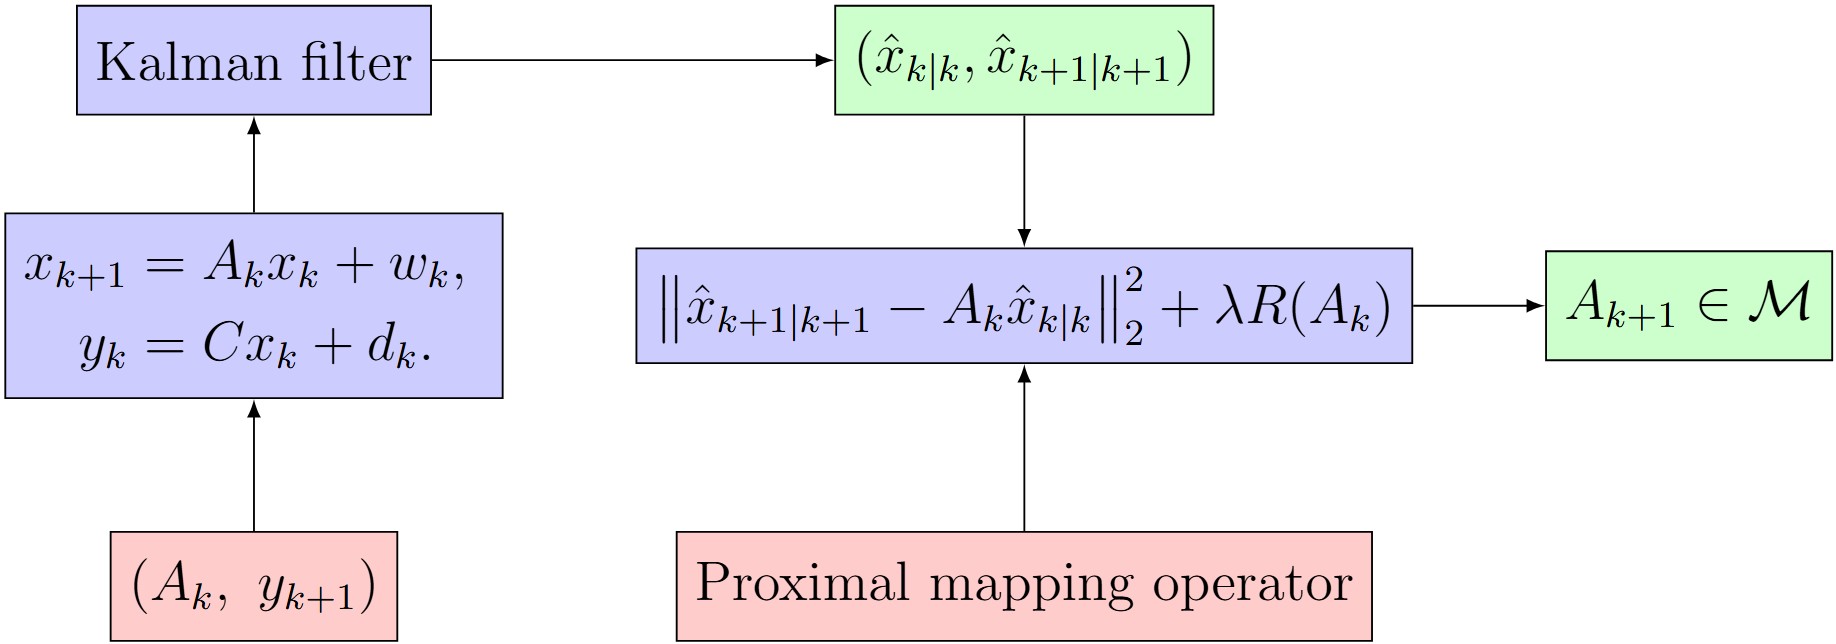 Kalman filter
(x̂_{k|k}, x̂_{k+1|k+1})
x_{k+1} = A_k x_k + w_k,
y_k = Cx_k + d_k.
‖x̂_{k+1|k+1} − A_k x̂_{k|k}‖_2^2 + λR(A_k)
A_{k+1} ∈ ℳ
(A_k, y_{k+1})
Proximal mapping operator